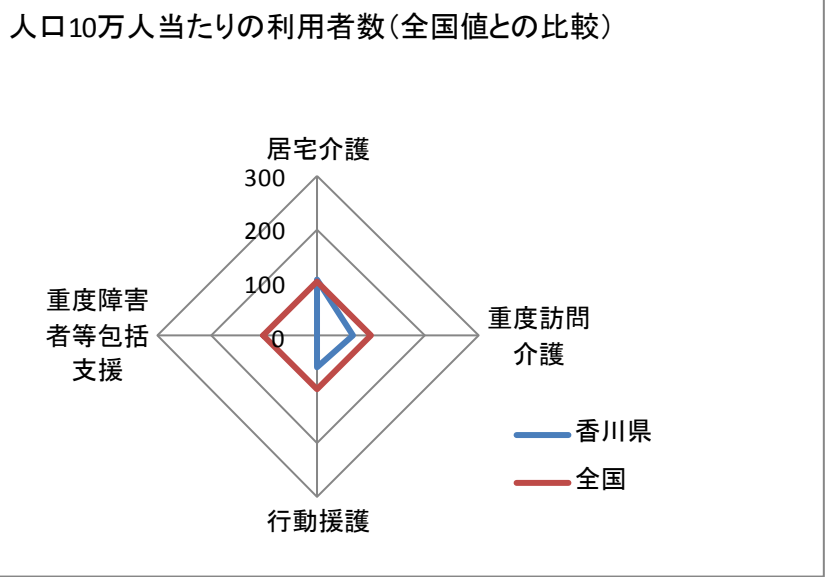 人口10万人当たりの利用者数（全国値との比較）
居宅介護
300
200
100
0
重度障害
者等包括
支援
重度訪問
介護
香川県
全国
行動援護